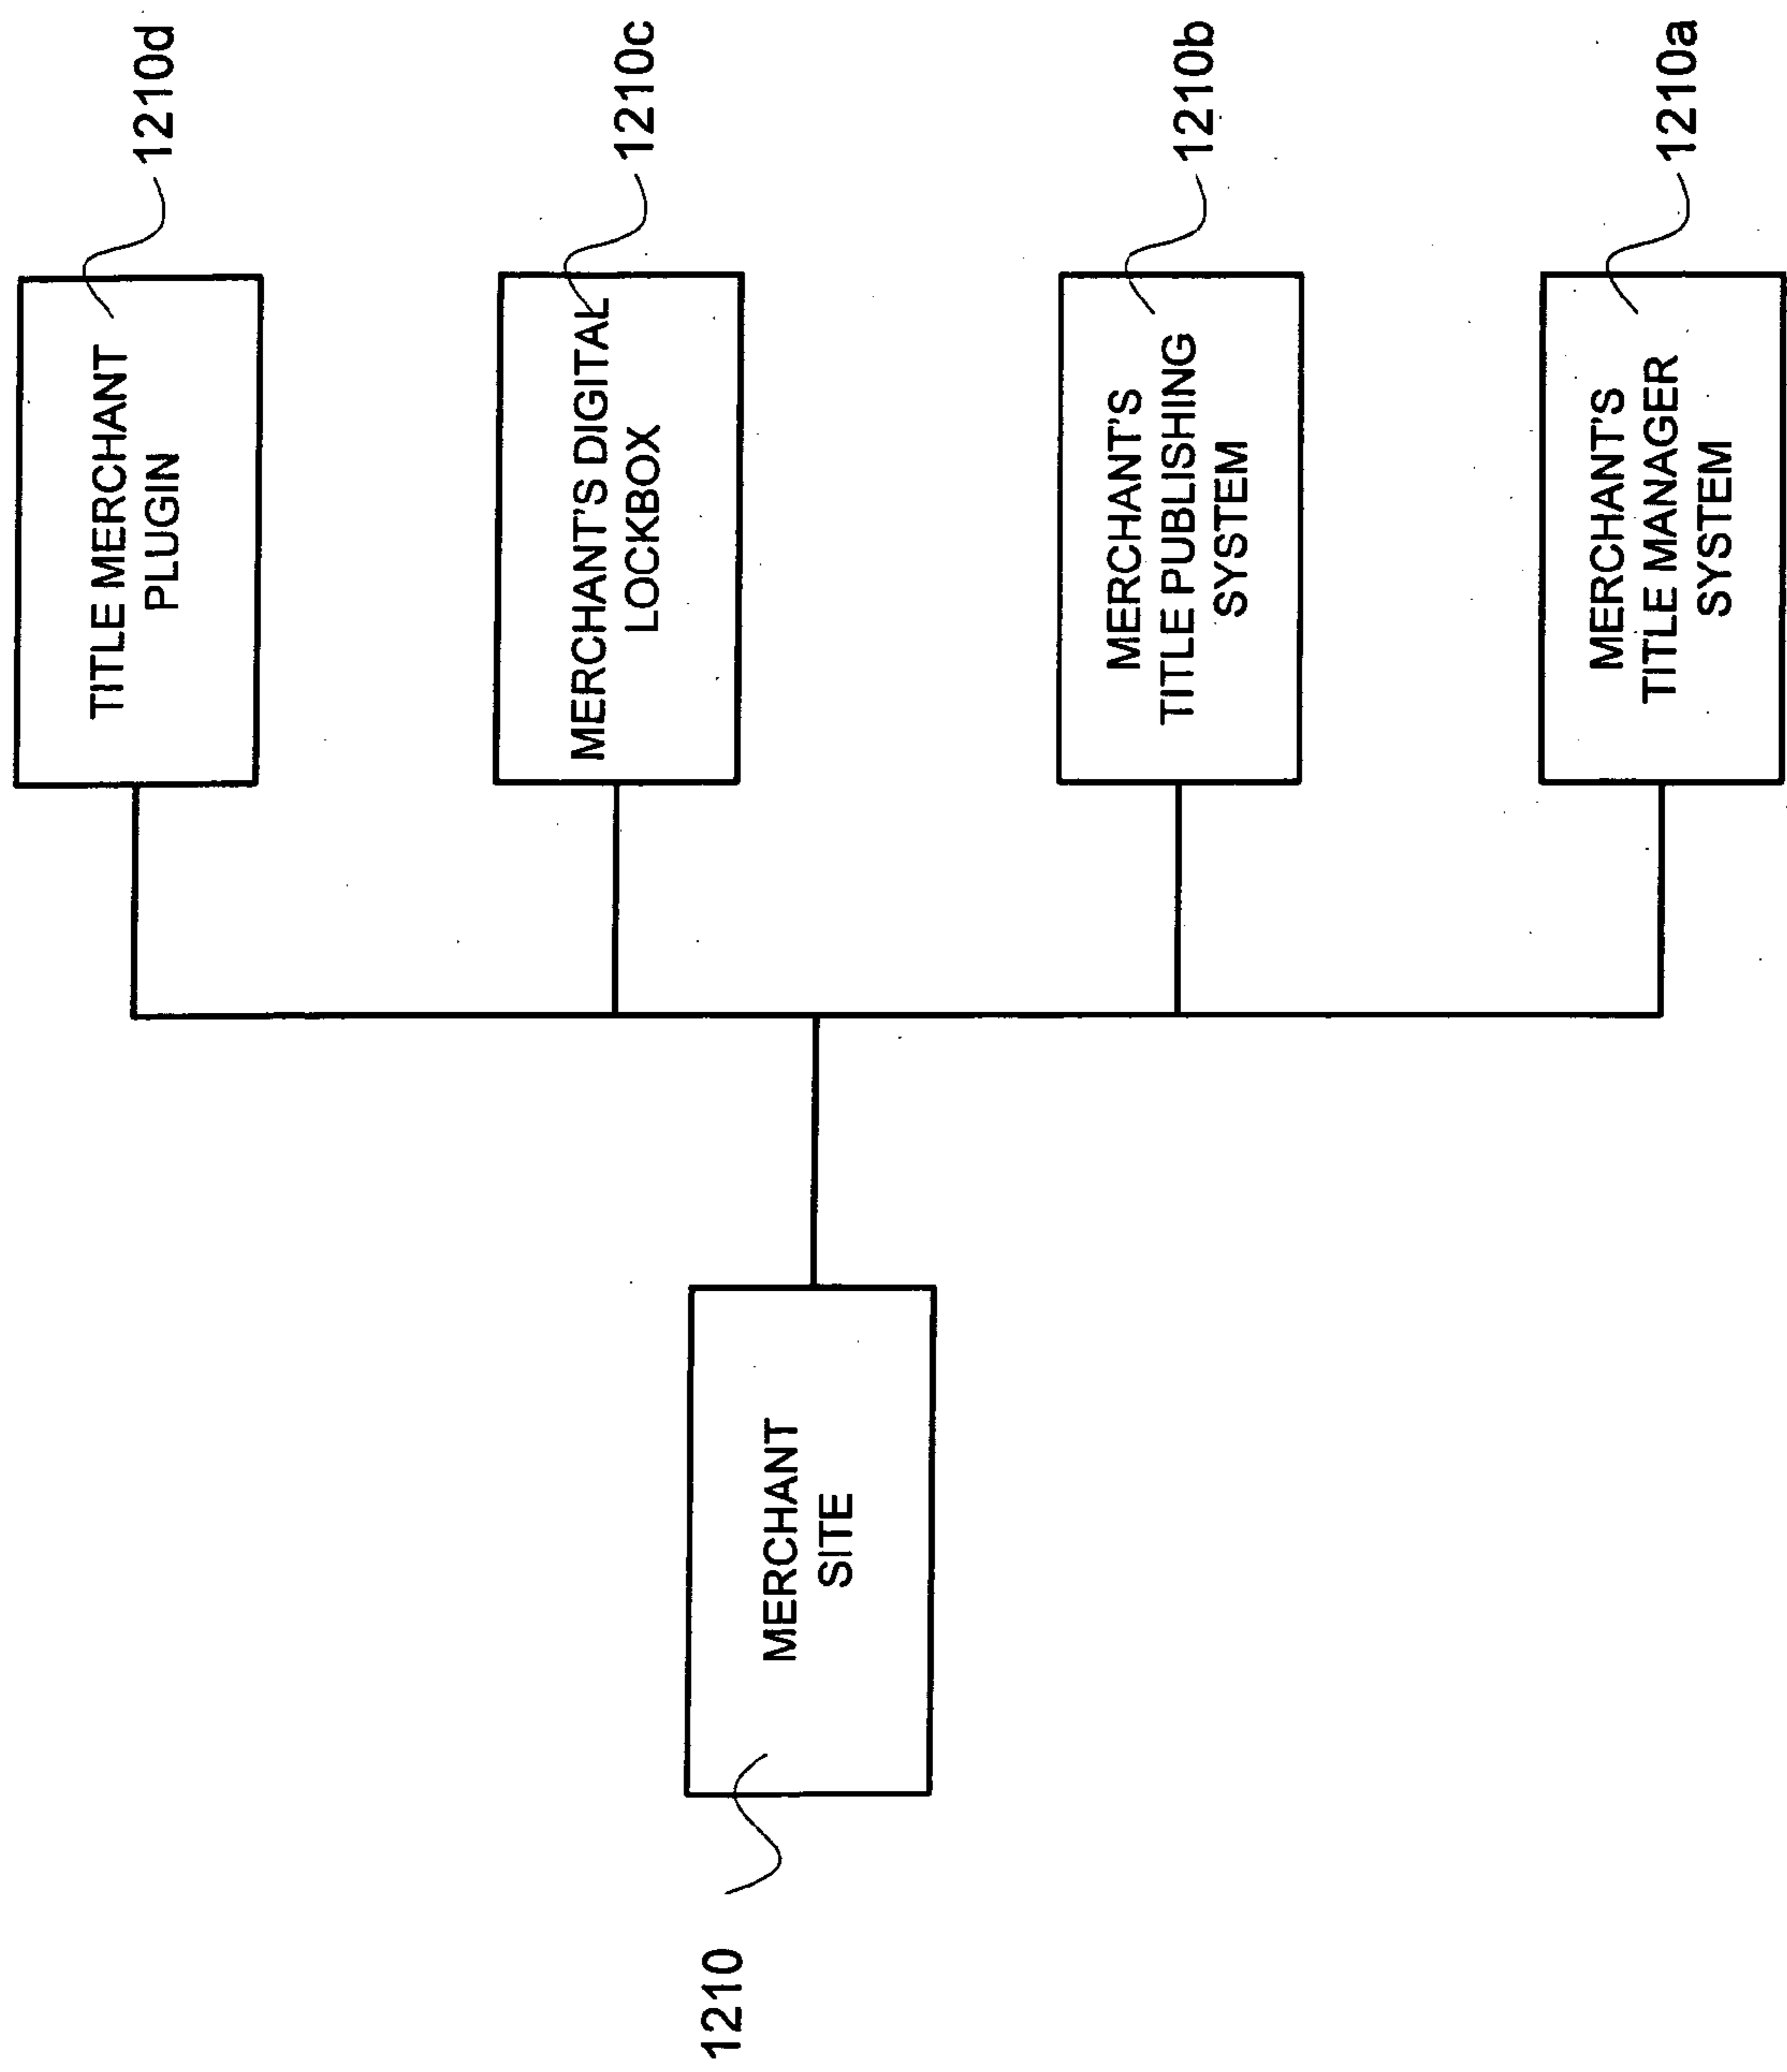 1210
MERCHANT
SITE
TITLE MERCHANT
PLUGIN
1210d
MERCHANT'S DIGITAL
LOCKBOX
1210c
MERCHANT'S
TITLE PUBLISHING
SYSTEM
1210b
MERCHANT'S
TITLE MANAGER
SYSTEM
1210a